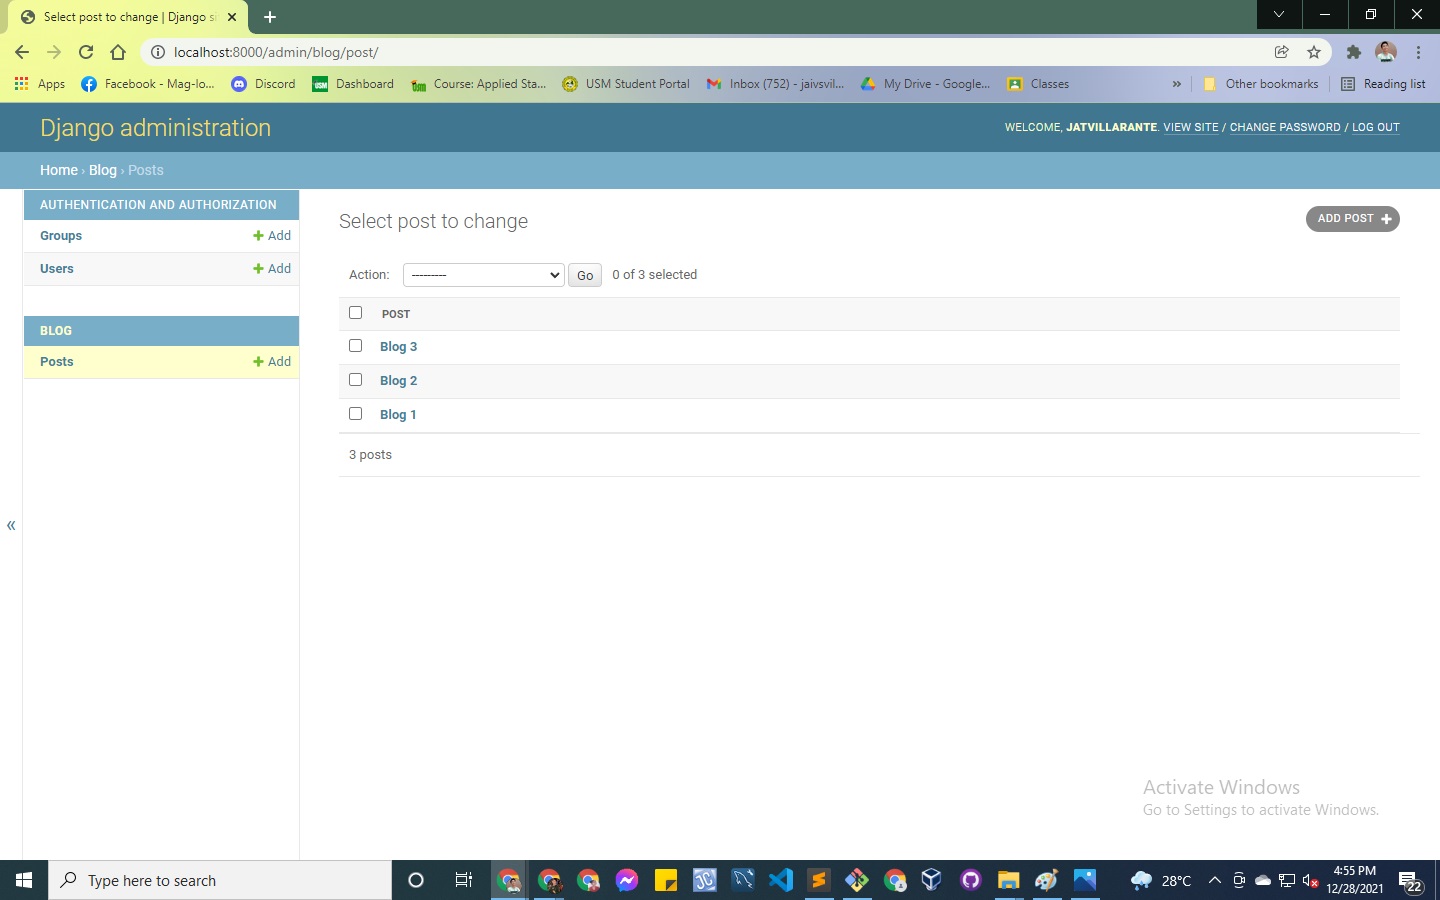 Select post to change | Django si
localhost:8000/admin/blog/post/
Apps Facebook - Mag-lo... Discord Dashboard Course: Applied Sta... USM Student Portal Inbox (752) - jaivsvil... My Drive - Google... Classes » Other bookmarks Reading list
Django administration
WELCOME, JATVILLARANTE. VIEW SITE / CHANGE PASSWORD / LOG OUT
Home › Blog › Posts
AUTHENTICATION AND AUTHORIZATION
Groups + Add
Users + Add
BLOG
Posts + Add
«
Select post to change
ADD POST +
Action: --------- Go 0 of 3 selected
POST
Blog 3
Blog 2
Blog 1
3 posts
Activate Windows
Go to Settings to activate Windows.
Type here to search
28°C
4:55 PM
12/28/2021
22